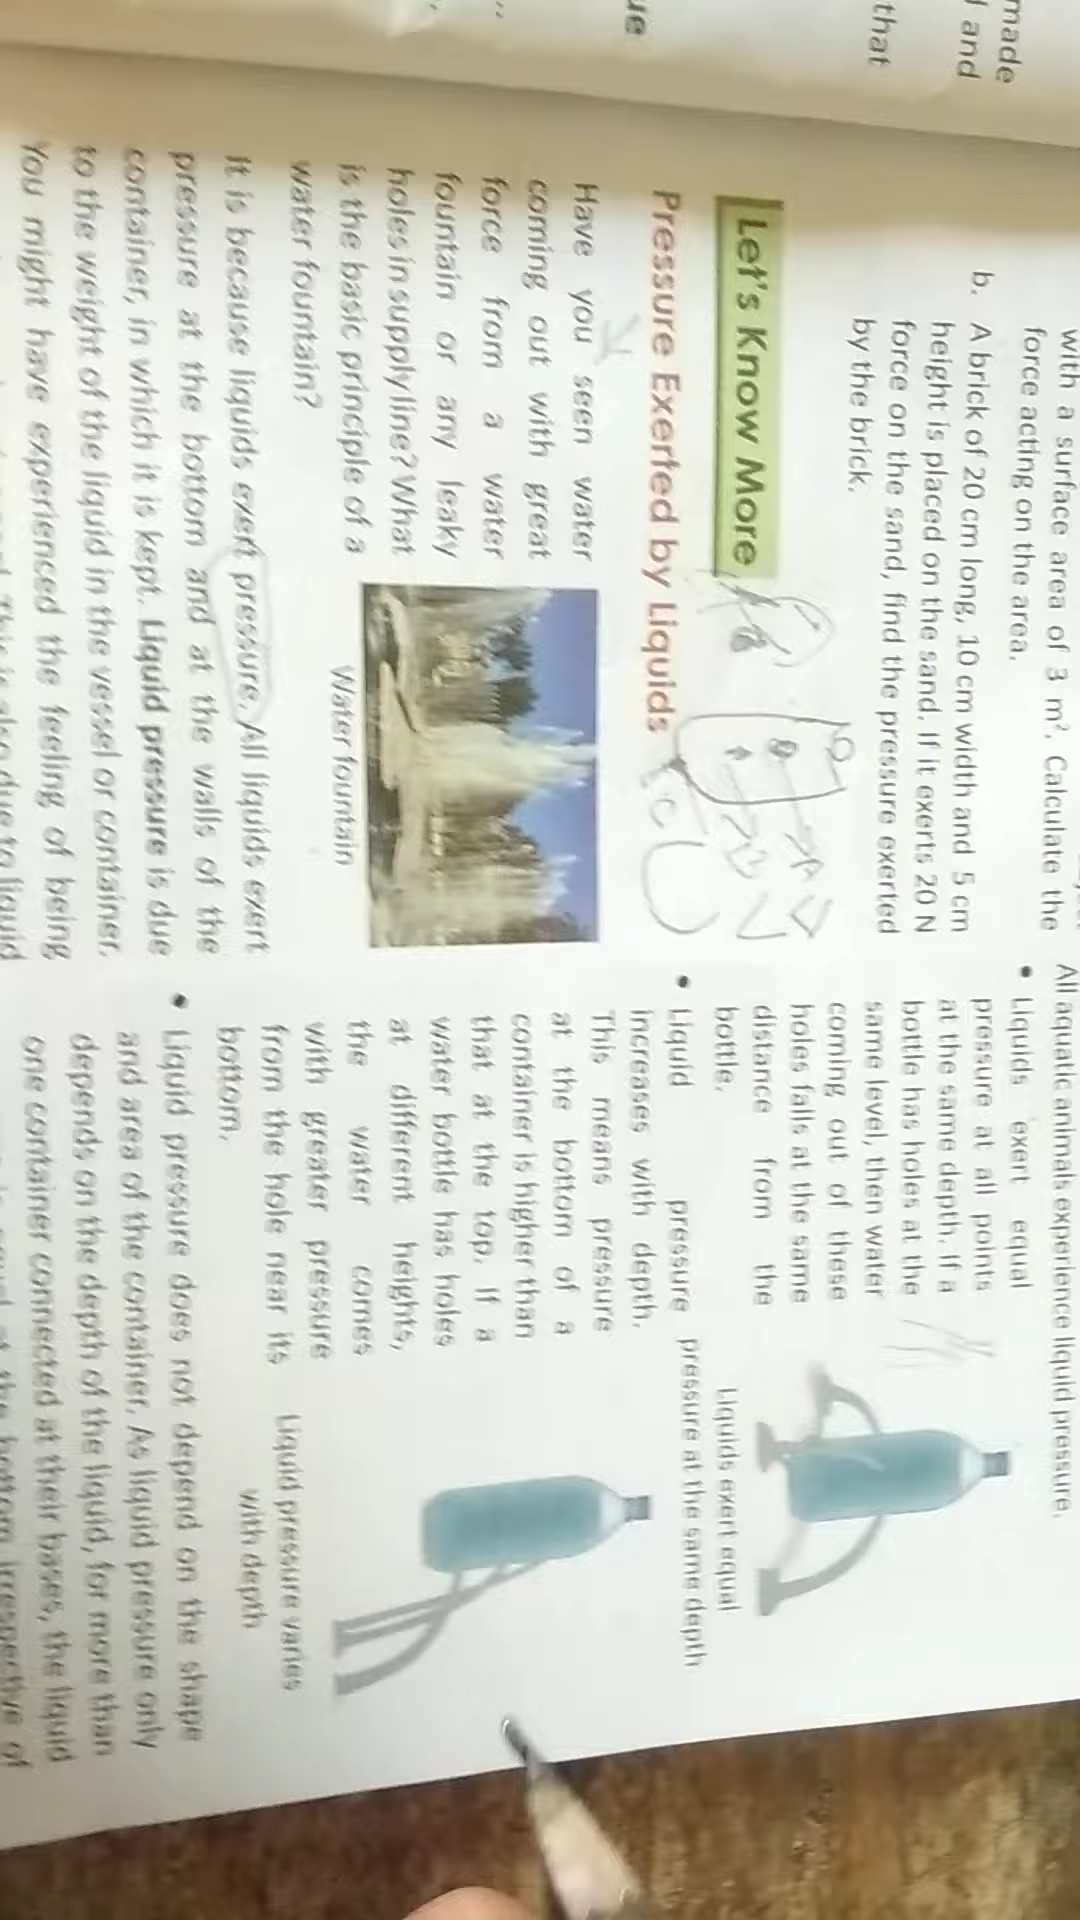 made
and
that
ue
with a surface area of 3 m². Calculate the
force acting on the area.
b. A brick of 20 cm long, 10 cm width and 5 cm
height is placed on the sand. If it exerts 20 N
force on the sand, find the pressure exerted
by the brick.
Let's Know More
Pressure Exerted by Liquids
Have you seen water
coming out with great
force from a water
fountain or any leaky
holes in supply line? What
is the basic principle of a
water fountain?
Water fountain
It is because liquids exert pressure. All liquids exert
pressure at the bottom and at the walls of the
container, in which it is kept. Liquid pressure is due
to the weight of the liquid in the vessel or container.
You might have experienced the feeling of being
also due to liquid
All aquatic animals experience liquid pressure.
• Liquids exert equal
pressure at all points
at the same depth. If a
bottle has holes at the
same level, then water
coming out of these
holes falls at the same
distance from the
bottle.
Liquids exert equal
pressure at the same depth
• Liquid pressure
increases with depth.
This means pressure
at the bottom of a
container is higher than
that at the top. If a
water bottle has holes
at different heights,
the water comes
with greater pressure
from the hole near its
bottom.
Liquid pressure varies
with depth
• Liquid pressure does not depend on the shape
and area of the container. As liquid pressure only
depends on the depth of the liquid, for more than
one container connected at their bases, the liquid
the bottom irrespective of